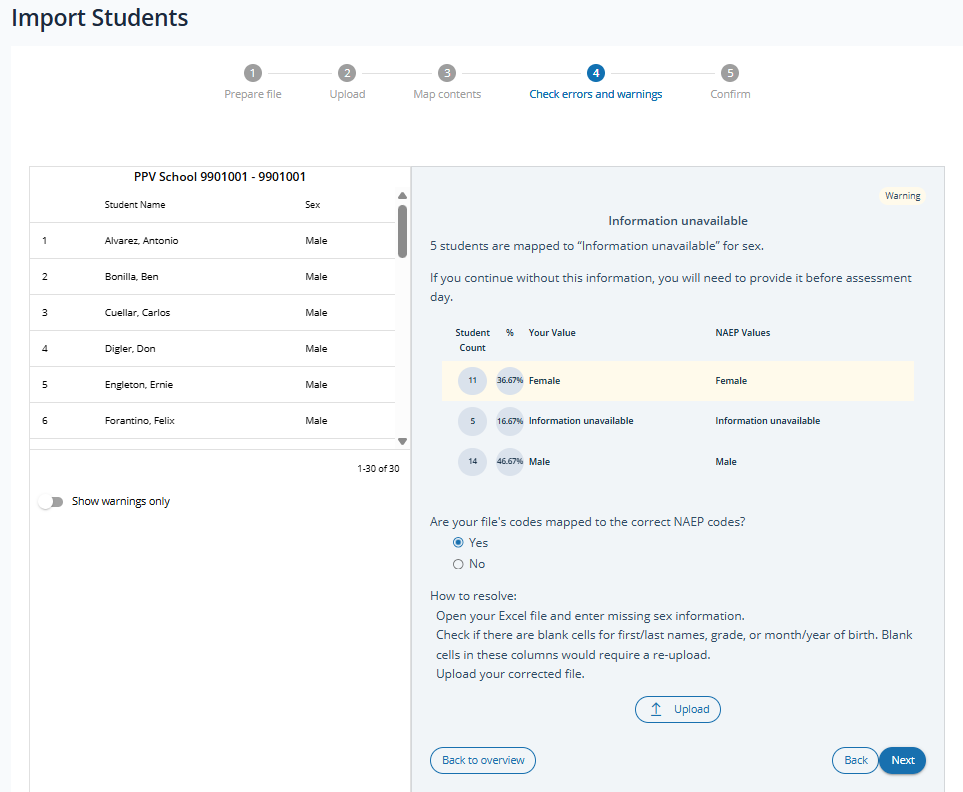 Import Students
1 2 3 4 5
Prepare file Upload Map contents Check errors and warnings Confirm
PPV School 9901001 - 9901001
Student Name Sex
1 Alvarez, Antonio Male
2 Bonilla, Ben Male
3 Cuellar, Carlos Male
4 Digler, Don Male
5 Engleton, Ernie Male
6 Forantino, Felix Male
1-30 of 30
Show warnings only
Warning
Information unavailable
5 students are mapped to “Information unavailable” for sex.
If you continue without this information, you will need to provide it before assessment
day.
Student % Your Value NAEP Values
Count
11 36.67% Female Female
5 16.67% Information unavailable Information unavailable
14 46.67% Male Male
Are your file's codes mapped to the correct NAEP codes?
Yes
No
How to resolve:
Open your Excel file and enter missing sex information.
Check if there are blank cells for first/last names, grade, or month/year of birth. Blank
cells in these columns would require a re-upload.
Upload your corrected file.
Upload
Back to overview Back Next